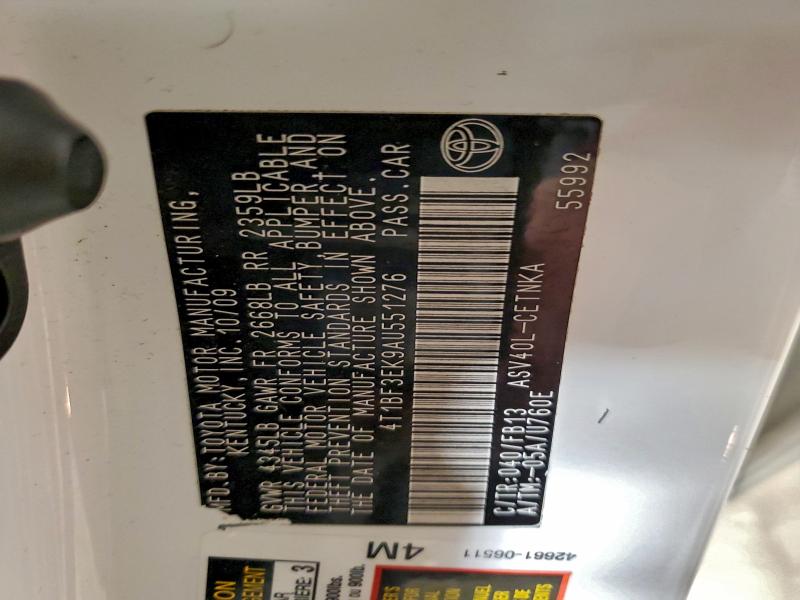 MFD.BY:TOYOTA MOTOR MANUFACTURING,
KENTUCKY, INC. 10/09
GVWR 4345LB GAWR FR 2668LB RR 2359LB
THIS VEHICLE CONFORMS TO ALL APPLICABLE
FEDERAL MOTOR VEHICLE SAFETY, BUMPER, AND
THEFT PREVENTION STANDARDS IN EFFECT ON
THE DATE OF MANUFACTURE SHOWN ABOVE.
4T1BF3EK9AU551276 PASS.CAR
C/TR:040/FB13 ASV40L-CETNKA
A/TM:-05A/U760E
55992
4M
42661-06511